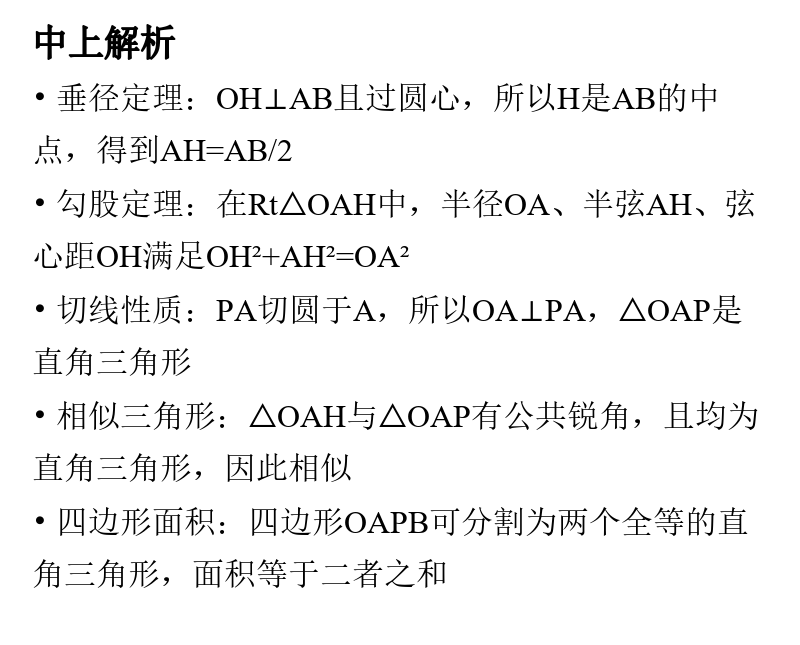 中上解析
• 垂径定理：OH⊥AB且过圆心，所以H是AB的中
点，得到AH=AB/2
• 勾股定理：在Rt△OAH中，半径OA、半弦AH、弦
心距OH满足OH²+AH²=OA²
• 切线性质：PA切圆于A，所以OA⊥PA，△OAP是
直角三角形
• 相似三角形：△OAH与△OAP有公共锐角，且均为
直角三角形，因此相似
• 四边形面积：四边形OAPB可分割为两个全等的直
角三角形，面积等于二者之和